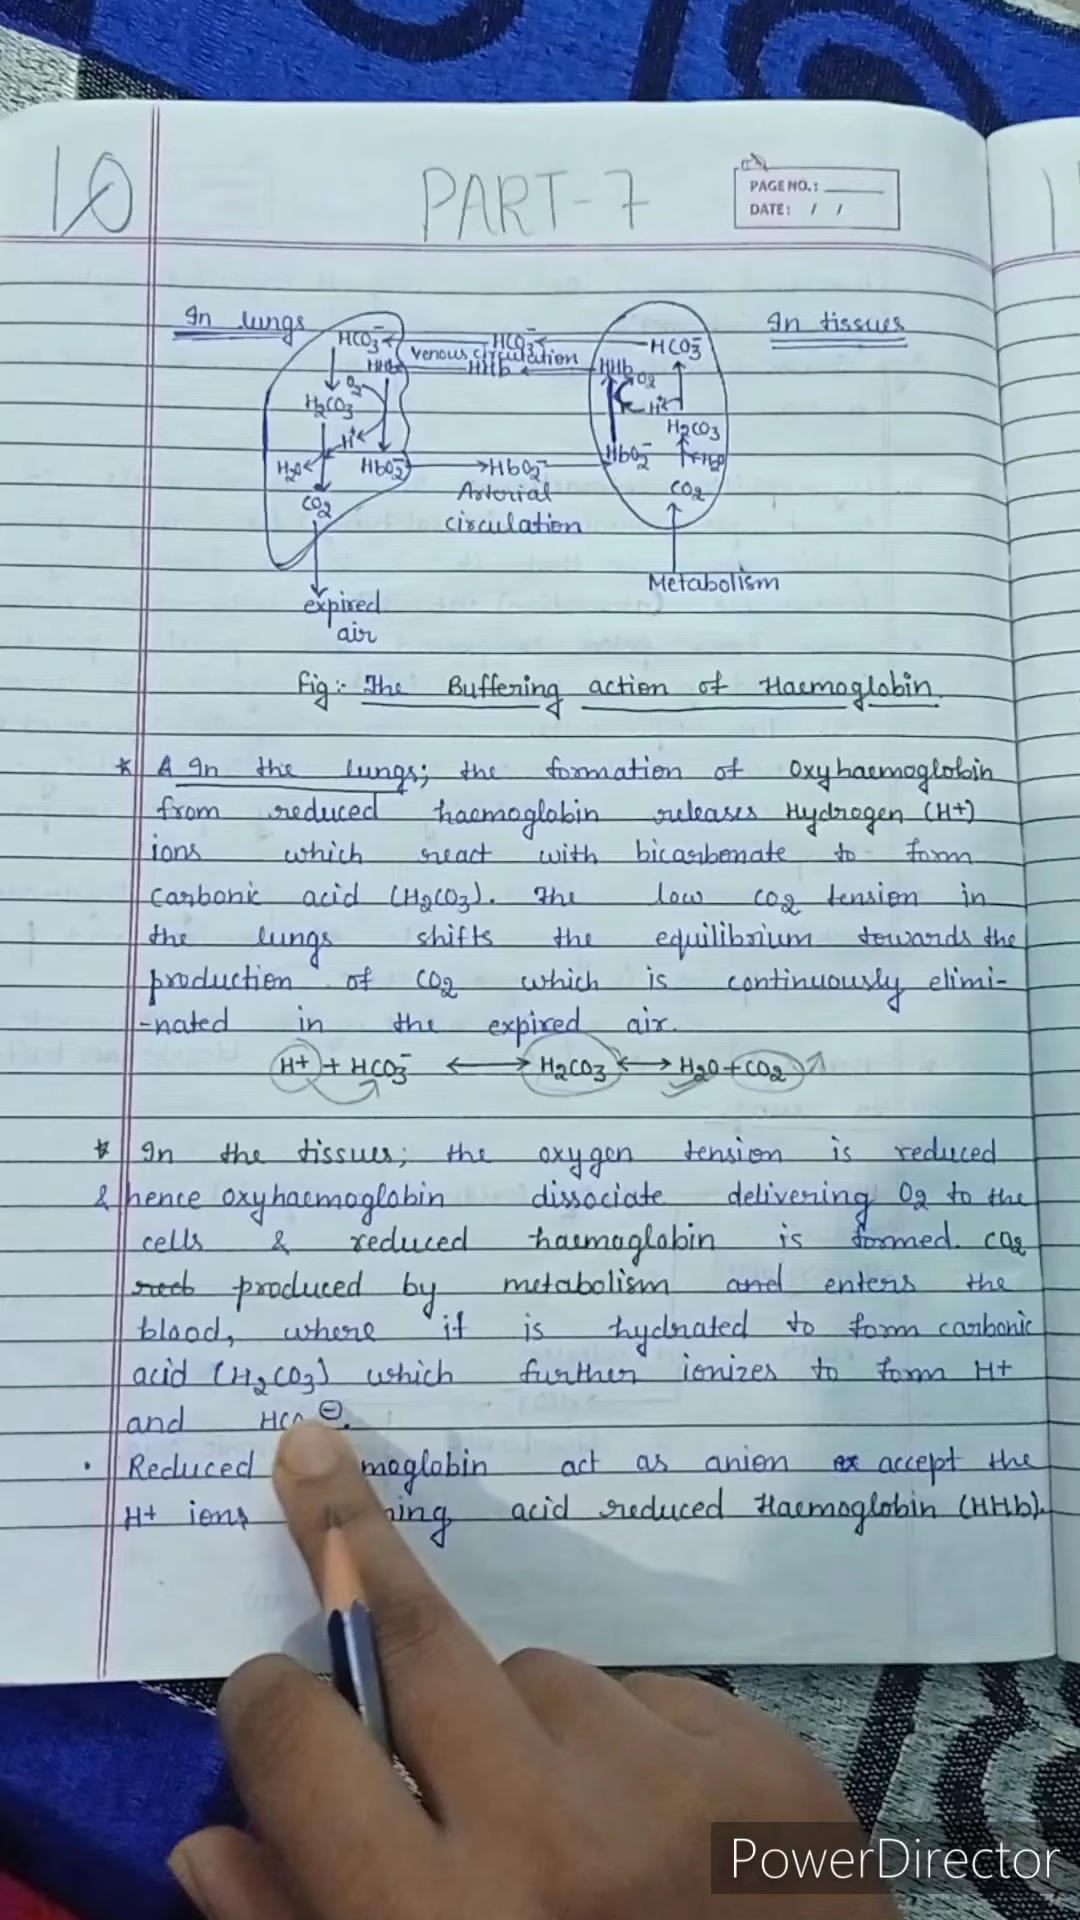 10 PART-7
PAGE NO.:
DATE: / /
In lungs
In tissues
HCO3⁻ HCO3⁻ HCO3⁻
venous circulation
HHb HHb HHb
O2 O2
H2CO3 H⁺
H⁺ H2CO3
H2O HbO2⁻ HbO2⁻ HbO2⁻ H2O
CO2 Arterial CO2
circulation
Metabolism
expired
air
Fig:- The Buffering action of Haemoglobin.
* A In the lungs; the formation of Oxyhaemoglobin
from reduced haemoglobin releases Hydrogen (H+)
ions which react with bicarbonate to form
carbonic acid (H2CO3). The low CO2 tension in
the lungs shifts the equilibrium towards the
production of CO2 which is continuously elimi-
-nated in the expired air.
H+ + HCO3⁻ ⟷ H2CO3 ⟷ H2O + CO2 ↗
* In the tissues; the oxygen tension is reduced
& hence oxyhaemoglobin dissociate delivering O2 to the
cells & reduced haemoglobin is formed. CO2
produced by metabolism and enters the
blood, where it is hydrated to form carbonic
acid (H2CO3) which further ionizes to form H+
and
• Reduced moglobin act as anion accept the
H+ ions ming acid reduced Haemoglobin (HHb).
PowerDirector